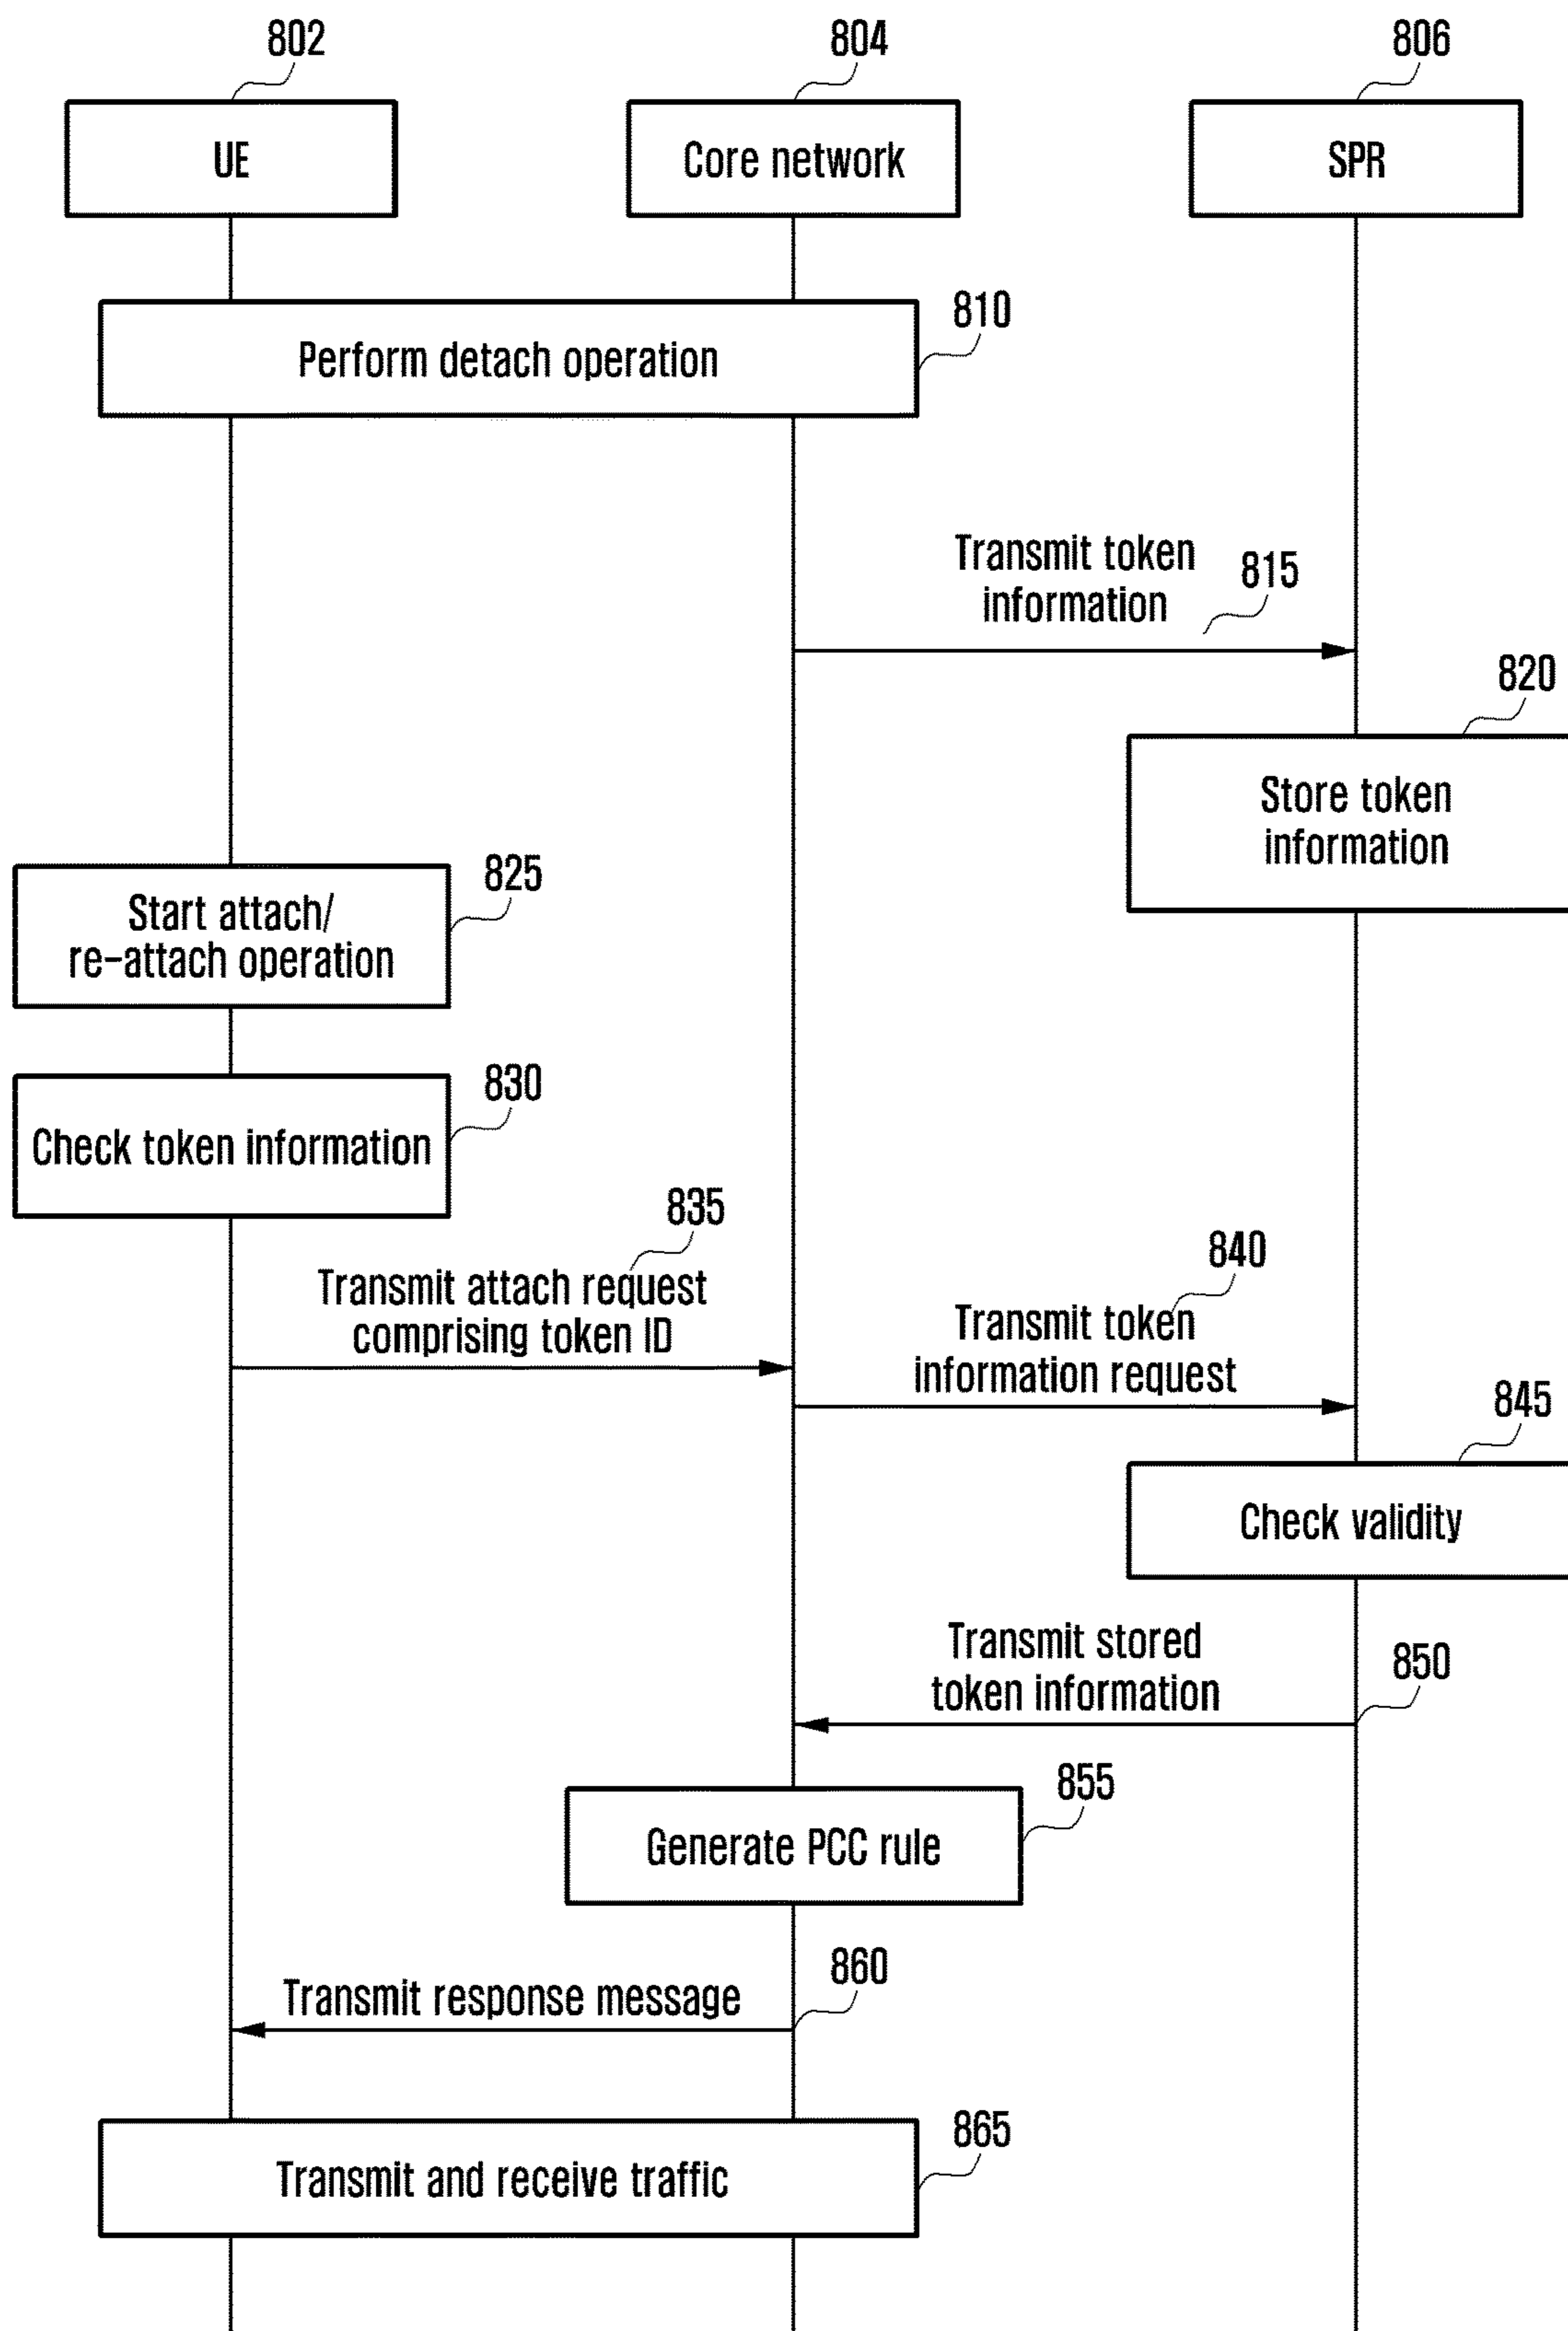 802
804
806
UE
Core network
SPR
810
Perform detach operation
Transmit token
information
815
820
Store token
information
825
Start attach/
re-attach operation
830
Check token information
835
Transmit attach request
comprising token ID
840
Transmit token
information request
845
Check validity
Transmit stored
token information
850
855
Generate PCC rule
860
Transmit response message
865
Transmit and receive traffic